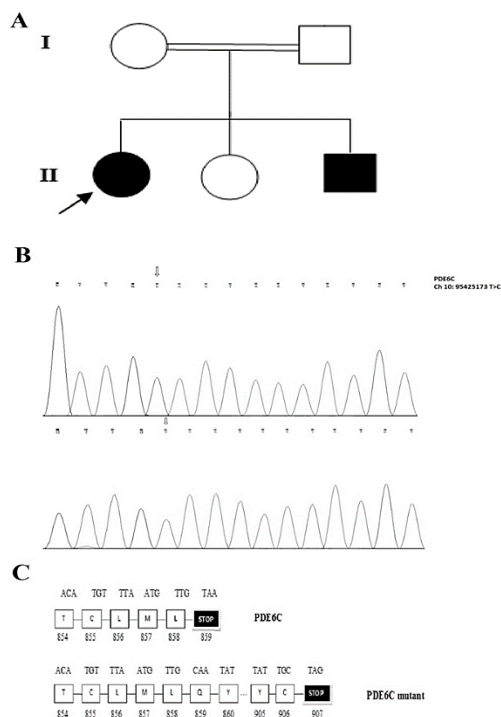 A
I
II
B
PDE6C
Ch 10: 95425173 T>C
C
ACA TGT TTA ATG TTG TAA
T C L M L STOP PDE6C
854 855 856 857 858 859
ACA TGT TTA ATG TTG CAA TAT TAT TGC TAG
T C L M L Q Y ... Y C STOP PDE6C mutant
854 855 856 857 858 859 860 905 906 907